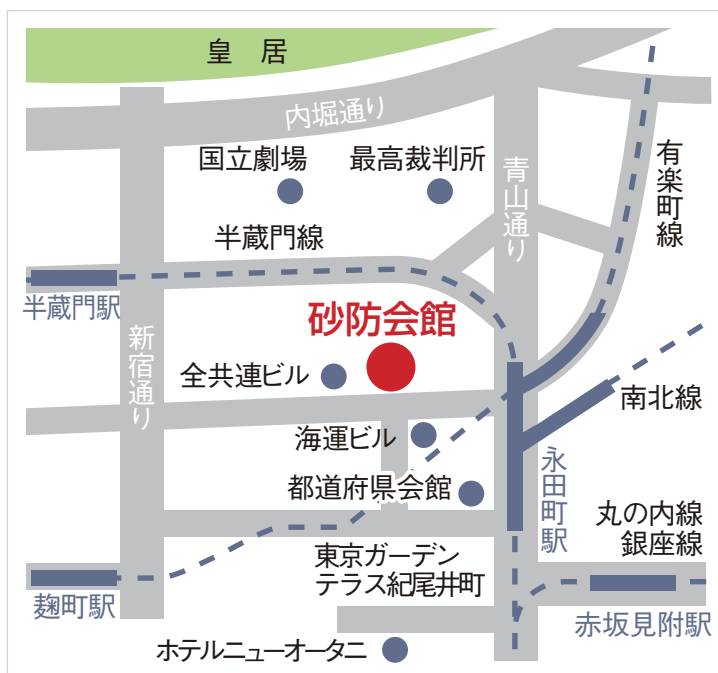 皇 居
内堀通り
国立劇場
最高裁判所
青山通り
有楽町線
半蔵門線
半蔵門駅
新宿通り
砂防会館
全共連ビル
南北線
海運ビル
永田町駅
都道府県会館
丸の内線
銀座線
東京ガーデン
テラス紀尾井町
麹町駅
赤坂見附駅
ホテルニューオータニ